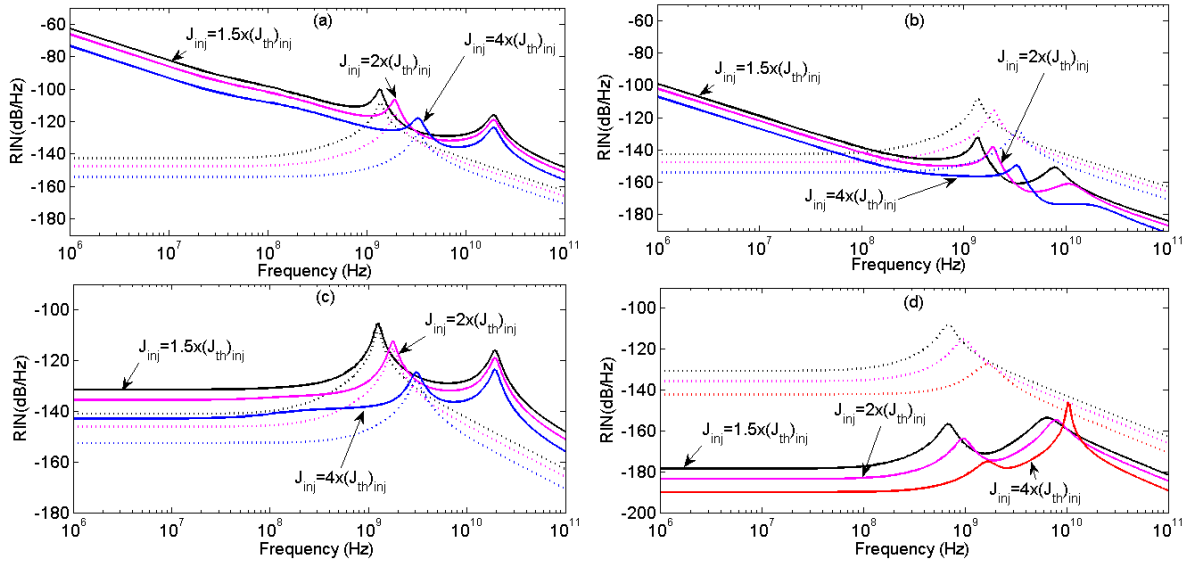 (a)
RIN(dB/Hz)
-60
-80
-100
-120
-140
-160
-180
J_inj=1.5x(J_th)_inj
J_inj=2x(J_th)_inj
J_inj=4x(J_th)_inj
10^6 10^7 10^8 10^9 10^10 10^11
Frequency (Hz)
(b)
RIN(dB/Hz)
-60
-80
-100
-120
-140
-160
-180
J_inj=1.5x(J_th)_inj
J_inj=2x(J_th)_inj
J_inj=4x(J_th)_inj
10^6 10^7 10^8 10^9 10^10 10^11
Frequency (Hz)
(c)
RIN(dB/Hz)
-100
-120
-140
-160
-180
J_inj=1.5x(J_th)_inj
J_inj=2x(J_th)_inj
J_inj=4x(J_th)_inj
10^6 10^7 10^8 10^9 10^10 10^11
Frequency (Hz)
(d)
RIN(dB/Hz)
-100
-120
-140
-160
-180
-200
J_inj=2x(J_th)_inj
J_inj=1.5x(J_th)_inj
J_inj=4x(J_th)_inj
10^6 10^7 10^8 10^9 10^10 10^11
Frequency (Hz)